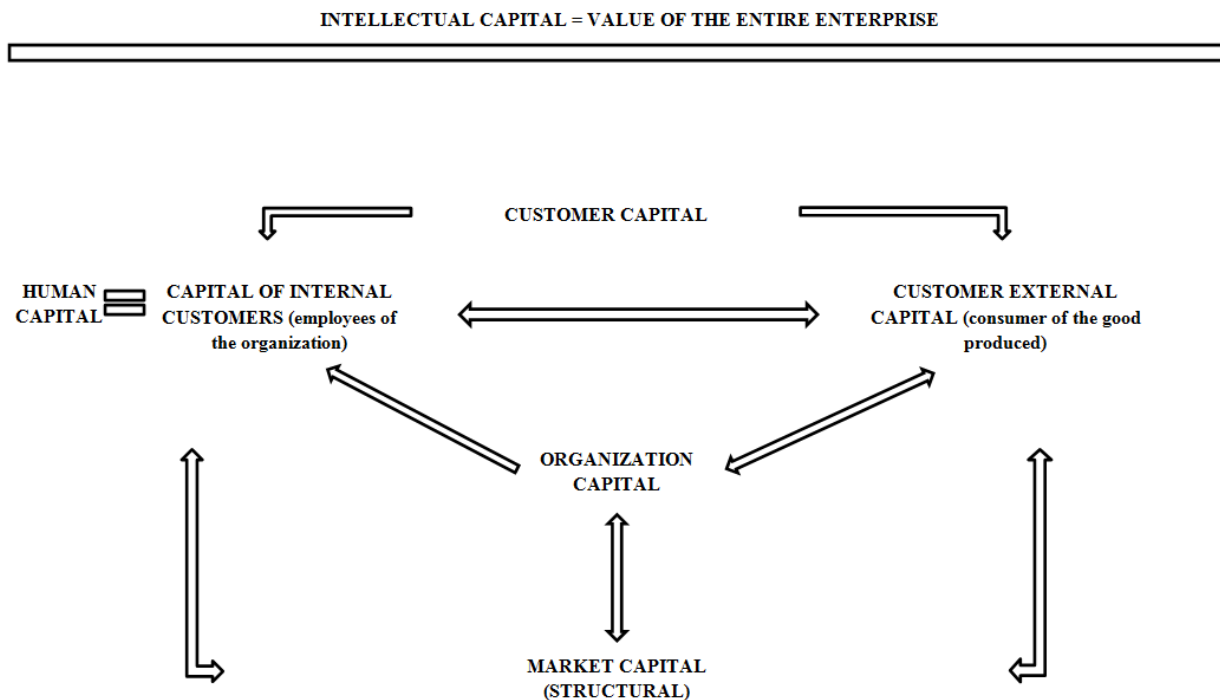 INTELLECTUAL CAPITAL = VALUE OF THE ENTIRE ENTERPRISE
CUSTOMER CAPITAL
HUMAN
CAPITAL
CAPITAL OF INTERNAL
CUSTOMERS (employees of
the organization)
CUSTOMER EXTERNAL
CAPITAL (consumer of the good
produced)
ORGANIZATION
CAPITAL
MARKET CAPITAL
(STRUCTURAL)